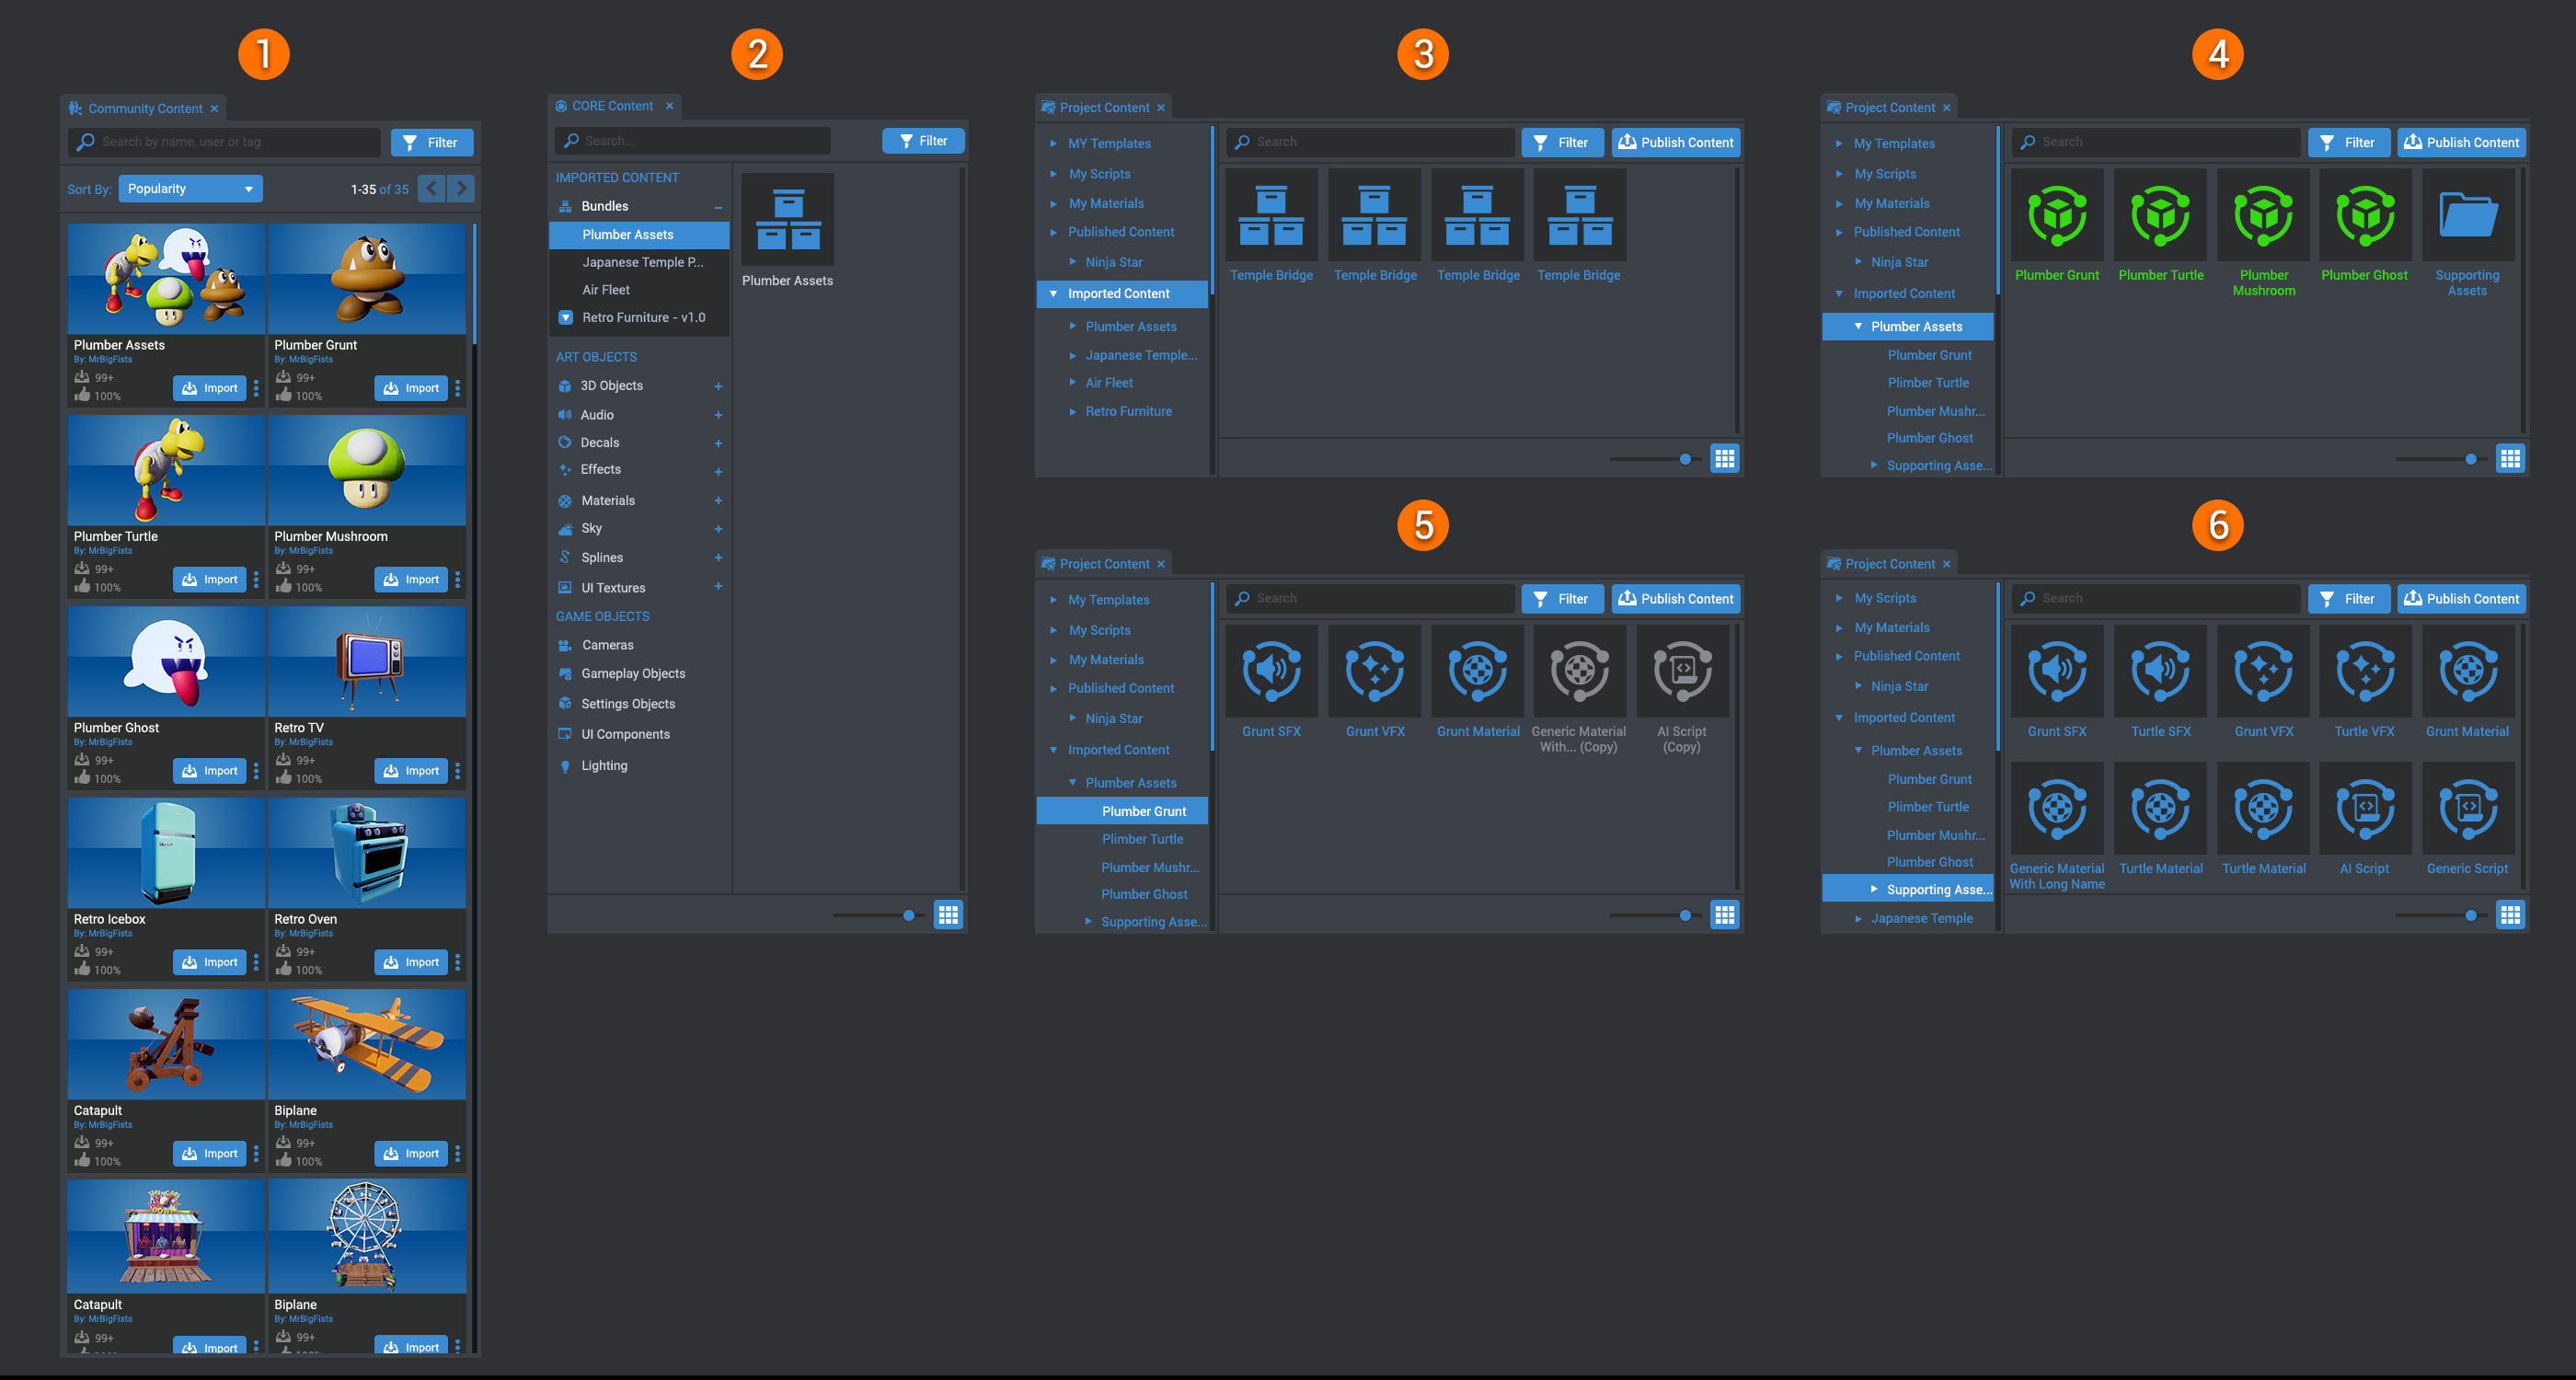 1
Community Content ×
Search by name, user or tag
Filter
Sort By:
Popularity
1-35 of 35
Plumber Assets
By: MrBigFists
99+
100%
Import
Plumber Grunt
By: MrBigFists
99+
100%
Import
Plumber Turtle
By: MrBigFists
99+
100%
Import
Plumber Mushroom
By: MrBigFists
99+
100%
Import
Plumber Ghost
By: MrBigFists
99+
100%
Import
Retro TV
By: MrBigFists
99+
100%
Import
Retro Icebox
By: MrBigFists
99+
100%
Import
Retro Oven
By: MrBigFists
99+
100%
Import
Catapult
By: MrBigFists
99+
100%
Import
Biplane
By: MrBigFists
99+
100%
Import
Catapult
By: MrBigFists
99+
Import
Biplane
By: MrBigFists
99+
Import
2
CORE Content ×
Search...
Filter
IMPORTED CONTENT
Bundles
Plumber Assets
Japanese Temple P...
Air Fleet
Retro Furniture - v1.0
ART OBJECTS
3D Objects +
Audio +
Decals +
Effects +
Materials +
Sky +
Splines +
UI Textures +
GAME OBJECTS
Cameras
Gameplay Objects
Settings Objects
UI Components
Lighting
Plumber Assets
3
Project Content ×
MY Templates
My Scripts
My Materials
Published Content
Ninja Star
Imported Content
Plumber Assets
Japanese Temple...
Air Fleet
Retro Furniture
Search
Filter
Publish Content
Temple Bridge
Temple Bridge
Temple Bridge
Temple Bridge
4
Project Content ×
My Templates
My Scripts
My Materials
Published Content
Ninja Star
Imported Content
Plumber Assets
Plumber Grunt
Plimber Turtle
Plumber Mushr...
Plumber Ghost
Supporting Asse...
Search
Filter
Publish Content
Plumber Grunt
Plumber Turtle
Plumber
Mushroom
Plumber Ghost
Supporting
Assets
5
Project Content ×
My Templates
My Scripts
My Materials
Published Content
Ninja Star
Imported Content
Plumber Assets
Plumber Grunt
Plimber Turtle
Plumber Mushr...
Plumber Ghost
Supporting Asse...
Search
Filter
Publish Content
Grunt SFX
Grunt VFX
Grunt Material
Generic Material
With... (Copy)
AI Script
(Copy)
6
Project Content ×
My Scripts
My Materials
Published Content
Ninja Star
Imported Content
Plumber Assets
Plumber Grunt
Plimber Turtle
Plumber Mushr...
Plumber Ghost
Supporting Asse...
Japanese Temple
Search
Filter
Publish Content
Grunt SFX
Turtle SFX
Grunt VFX
Turtle VFX
Grunt Material
Generic Material
With Long Name
Turtle Material
Turtle Material
AI Script
Generic Script